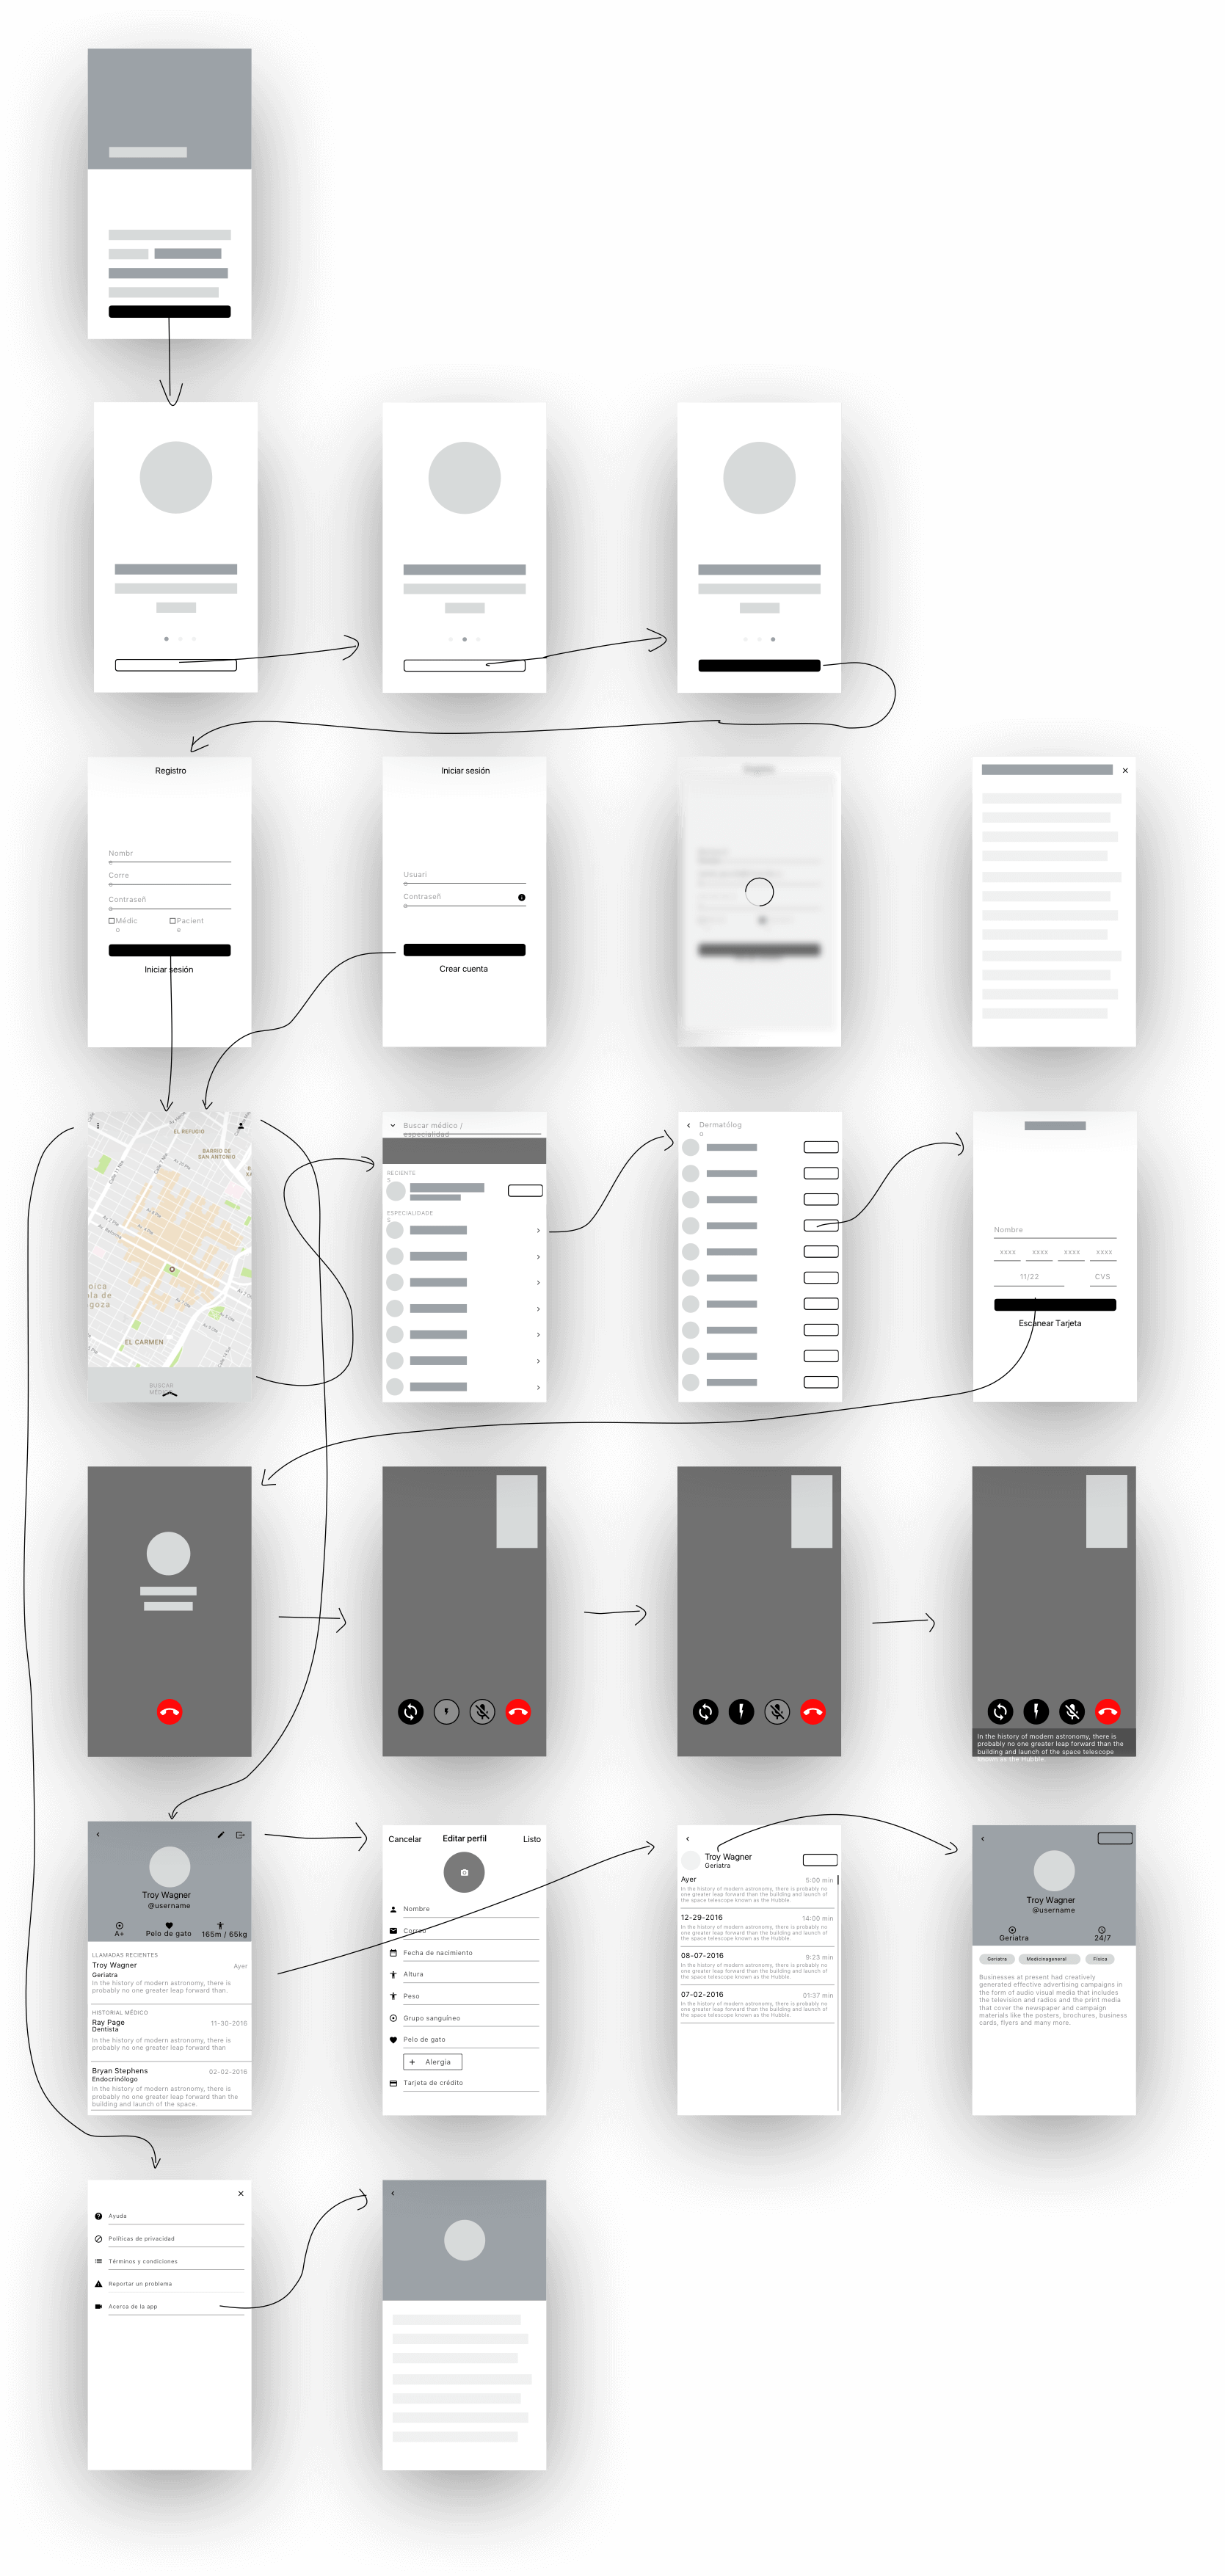 Registro
Nombr
o
Corre
o
Contraseñ
a
Médic
o
Pacient
e
Iniciar sesión
Iniciar sesión
Usuari
o
Contraseñ
a
Crear cuenta
EL REFUGIO
BARRIO DE
SAN ANTONIO
EL CARMEN
BUSCAR
MÉDICO
Buscar médico /
especialidad
RECIENTE
S
ESPECIALIDADE
S
Dermatólog
o
Nombre
xxxx xxxx xxxx xxxx
11/22 CVS
Escanear Tarjeta
In the history of modern astronomy, there is
probably no one greater leap forward than the
building and launch of the space telescope
known as the Hubble.
Troy Wagner
@username
A+ Pelo de gato 165m / 65kg
LLAMADAS RECIENTES
Troy Wagner Ayer
Geriatra
In the history of modern astronomy, there is
probably no one greater leap forward than.
HISTORIAL MÉDICO
Ray Page 11-30-2016
Dentista
In the history of modern astronomy, there is
probably no one greater leap forward than
Bryan Stephens 02-02-2016
Endocrinólogo
In the history of modern astronomy, there is
probably no one greater leap forward than the
building and launch of the space.
Cancelar Editar perfil Listo
Nombre
Correo
Fecha de nacimiento
Altura
Peso
Grupo sanguíneo
Pelo de gato
+ Alergia
Tarjeta de crédito
Troy Wagner
Geriatra
Ayer 5:00 min
In the history of modern astronomy, there is probably no
one greater leap forward than the building and launch of
the space telescope known as the Hubble.
12-29-2016 14:00 min
In the history of modern astronomy, there is probably no
one greater leap forward than the building and launch of
the space telescope known as the Hubble.
08-07-2016 9:23 min
In the history of modern astronomy, there is probably no
one greater leap forward than the building and launch of
the space telescope known as the Hubble.
07-02-2016 01:37 min
In the history of modern astronomy, there is probably no
one greater leap forward than the building and launch of
the space telescope known as the Hubble.
Troy Wagner
@username
Geriatra 24/7
Geriatra Medicinageneral Física
Businesses at present had creatively
generated effective advertising campaigns in
the form of audio visual media that includes
the television and radios and the print media
that cover the newspaper and campaign
materials like the posters, brochures, business
cards, flyers and many more.
Ayuda
Políticas de privacidad
Términos y condiciones
Reportar un problema
Acerca de la app